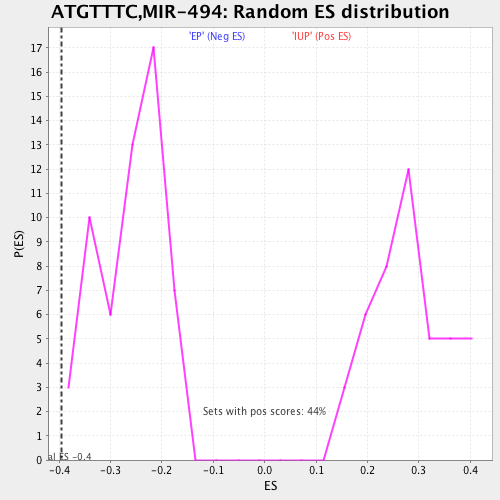 ATGTTTC,MIR-494: Random ES distribution
'EP' (Neg ES) 'IUP' (Pos ES)
17
16
15
14
13
12
11
10
9
8
7
6
5
4
3
2
1
0
P(ES)
Sets with pos scores: 44%
al ES -0.4
-0.4 -0.3 -0.2 -0.1 0.0 0.1 0.2 0.3 0.4
ES